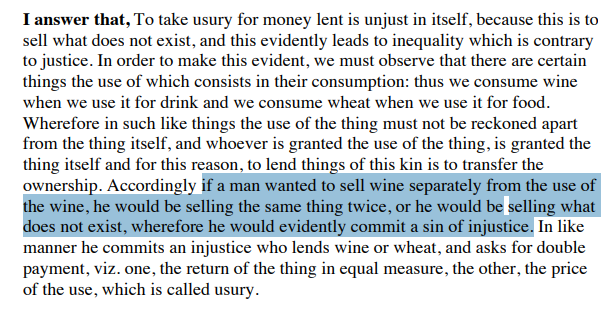 I answer that, To take usury for money lent is unjust in itself, because this is to
sell what does not exist, and this evidently leads to inequality which is contrary
to justice. In order to make this evident, we must observe that there are certain
things the use of which consists in their consumption: thus we consume wine
when we use it for drink and we consume wheat when we use it for food.
Wherefore in such like things the use of the thing must not be reckoned apart
from the thing itself, and whoever is granted the use of the thing, is granted the
thing itself and for this reason, to lend things of this kin is to transfer the
ownership. Accordingly if a man wanted to sell wine separately from the use of
the wine, he would be selling the same thing twice, or he would be selling what
does not exist, wherefore he would evidently commit a sin of injustice. In like
manner he commits an injustice who lends wine or wheat, and asks for double
payment, viz. one, the return of the thing in equal measure, the other, the price
of the use, which is called usury.